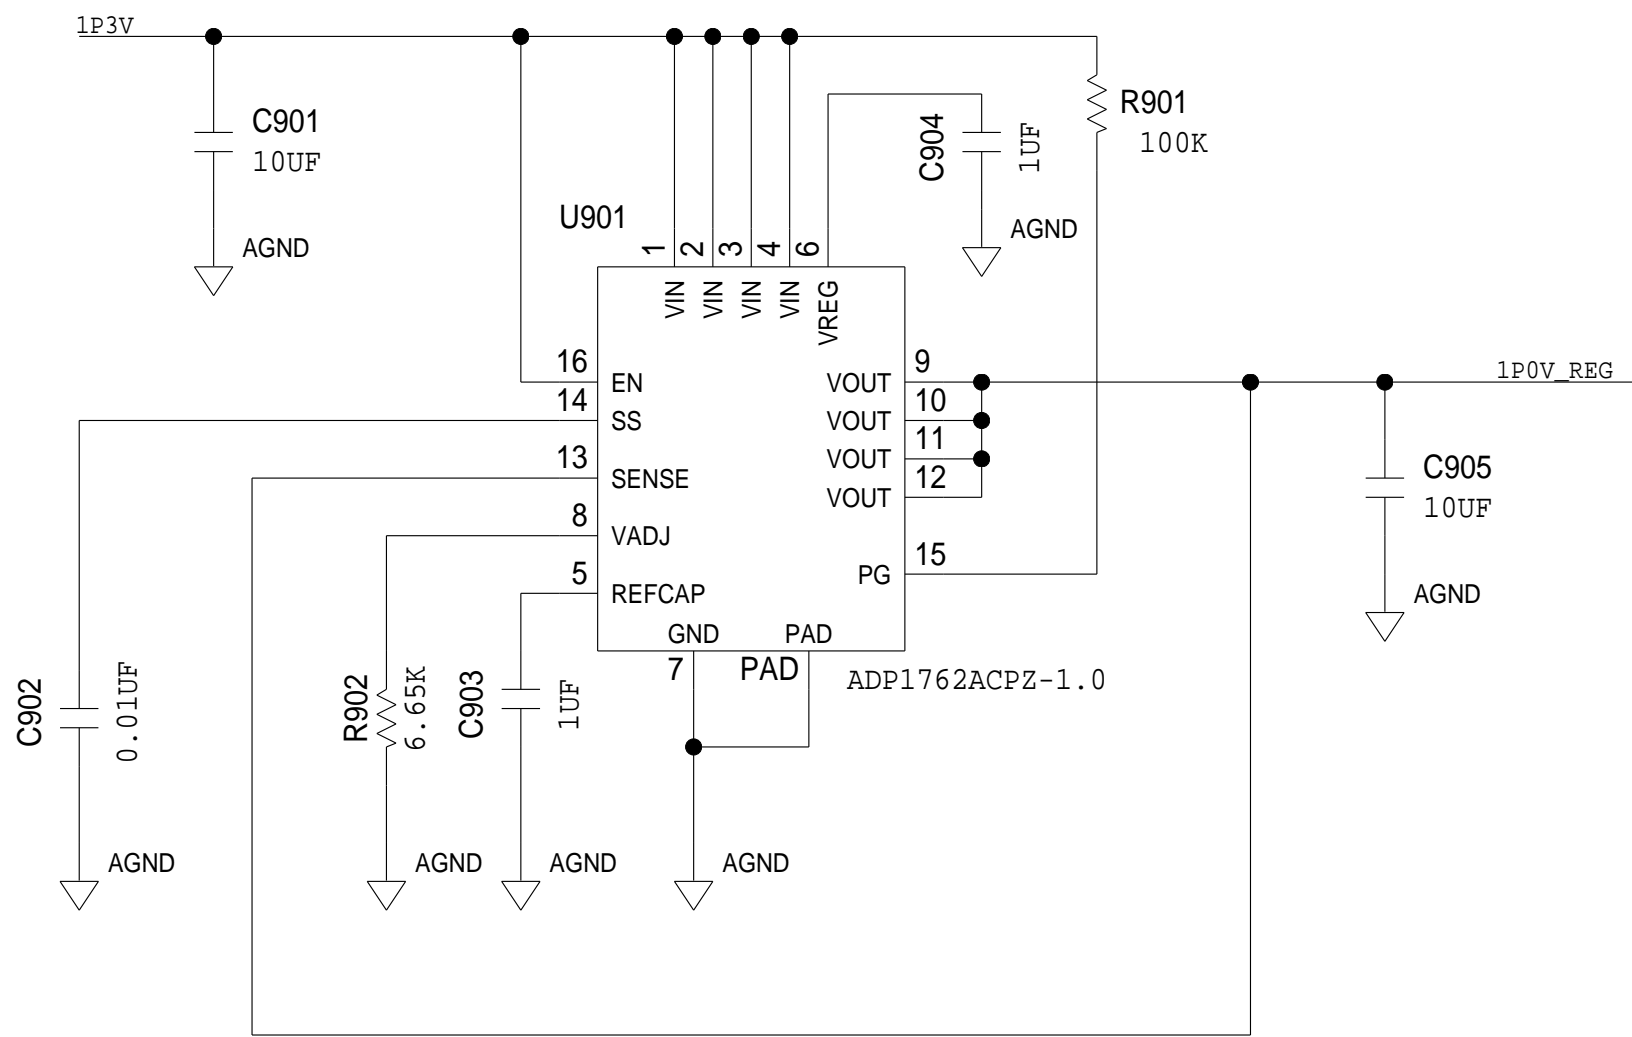 1P3V
C901
10UF
AGND
U901
C904
1UF
AGND
R901
100K
1
2
3
4
6
VIN
VIN
VIN
VIN
VREG
16
EN
14
SS
13
SENSE
8
VADJ
5
REFCAP
9
VOUT
10
VOUT
11
VOUT
12
VOUT
15
PG
GND
PAD
7
PAD
ADP1762ACPZ-1.0
1P0V_REG
C905
10UF
AGND
C902
0.01UF
AGND
R902
6.65K
AGND
C903
1UF
AGND
AGND